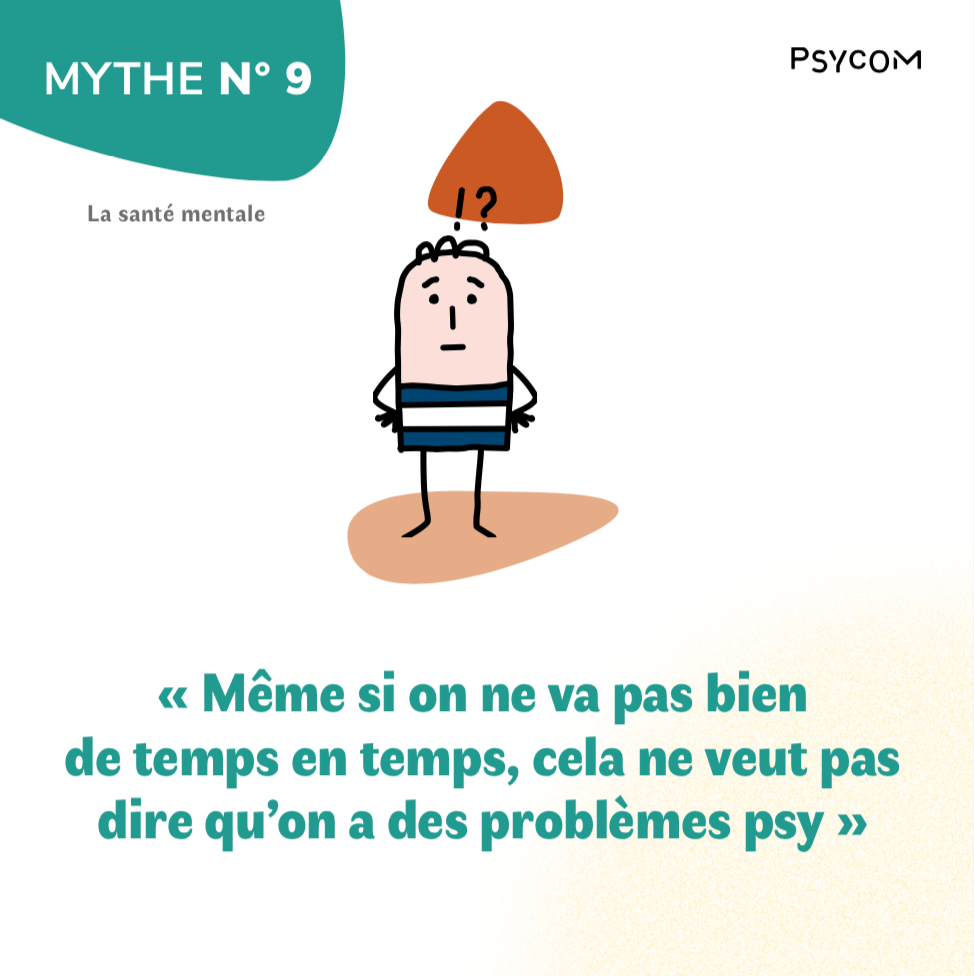 MYTHE N° 9
PSYCOM
La santé mentale
!?
« Même si on ne va pas bien
de temps en temps, cela ne veut pas
dire qu’on a des problèmes psy »